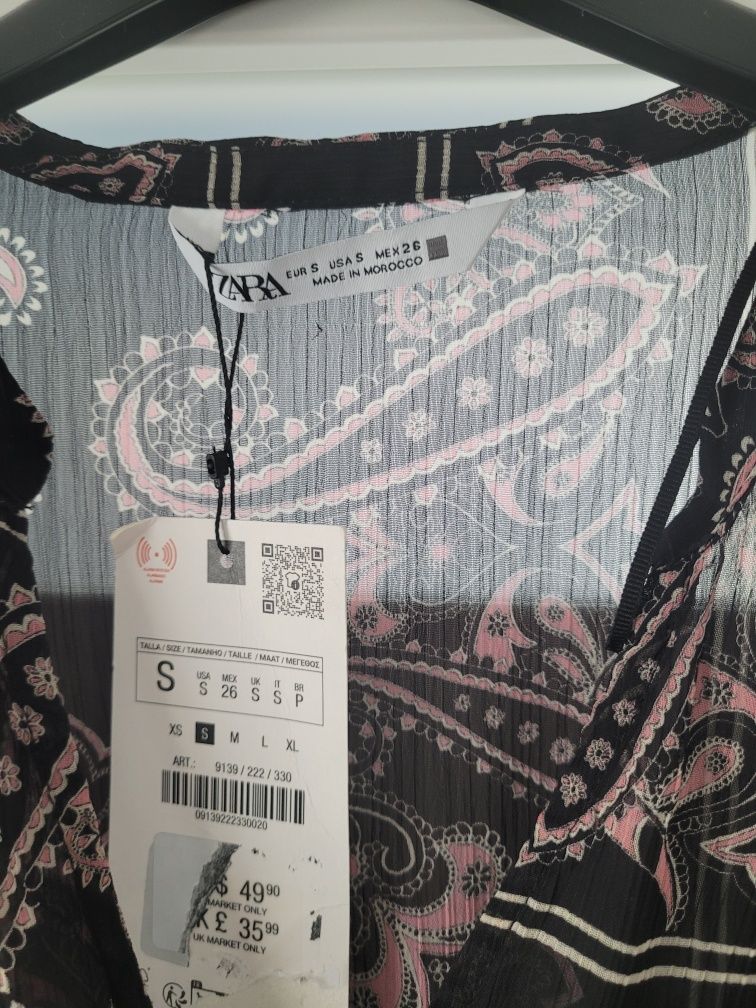 ZARA
EUR S USA S MEX 26
MADE IN MOROCCO
TALLA / SIZE / TAMANHO / TAILLE / MAAT / ΜΕΓΕΘΟΣ
S
USA MEX UK IT BR
S 26 S S P
XS S M L XL
ART.: 9139 / 222 / 330
09139222330020
$ 49 90
MARKET ONLY
K £ 35 99
UK MARKET ONLY